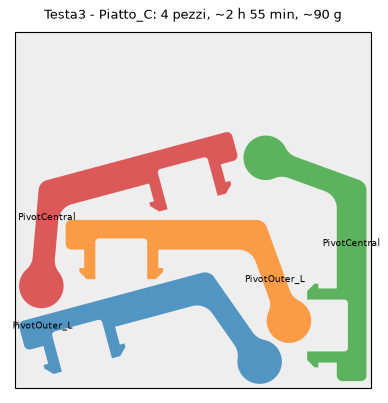 Testa3 - Piatto_C: 4 pezzi, ~2 h 55 min, ~90 g
PivotCentral
PivotCentral
PivotOuter_L
PivotOuter_L